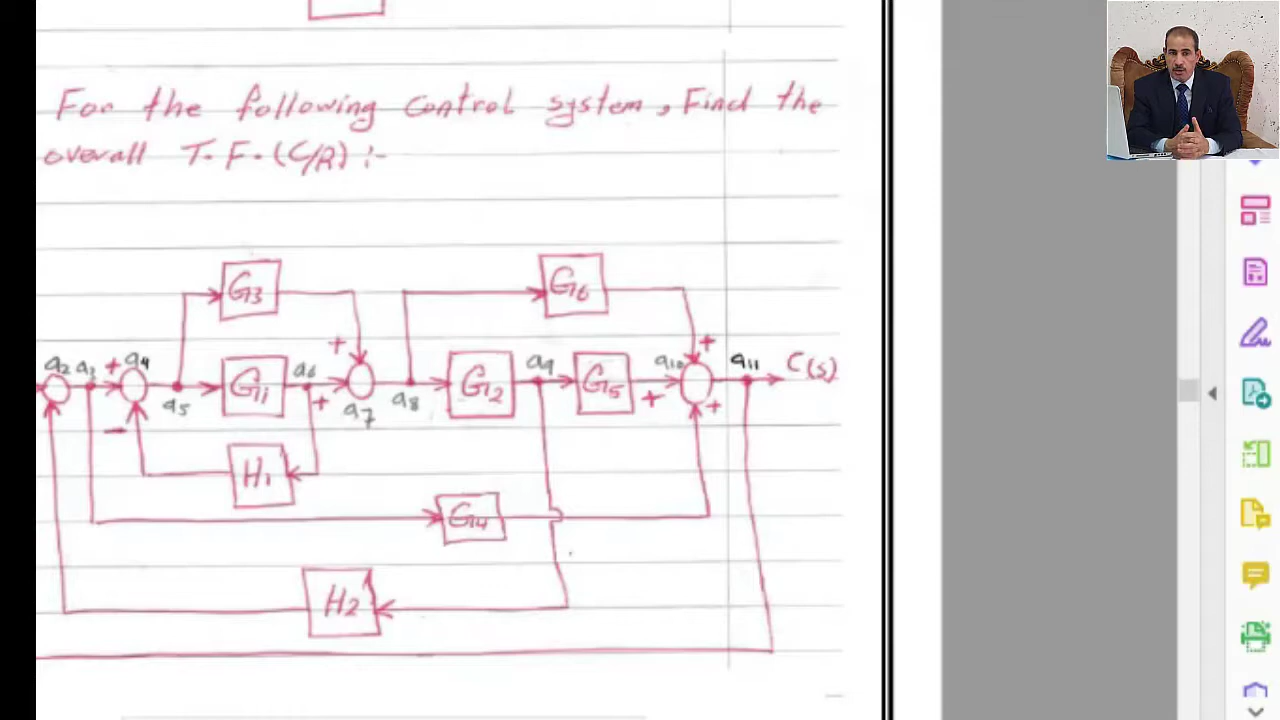 For the following control system, Find the
overall T.F.(C/R) :-
G3
G6
a2 a3 + a4 a5 G1 a6 + + a7 a8 G2 a9 G5 + a10 + + a11 C(s)
-
H1
G4
H2